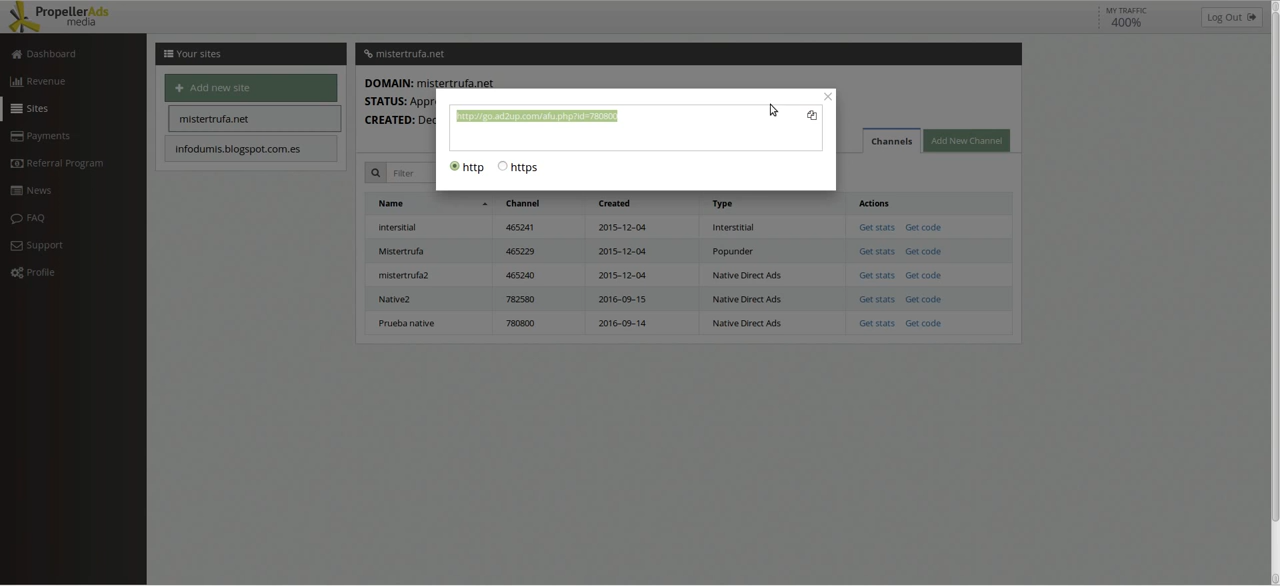 PropellerAds
media
MY TRAFFIC
400%
Log Out
Dashboard
Revenue
Sites
Payments
Referral Program
News
FAQ
Support
Profile
Your sites
Add new site
mistertrufa.net
infodumis.blogspot.com.es
mistertrufa.net
DOMAIN: mistertrufa.net
STATUS: Appr
CREATED: Dec
http://go.ad2up.com/afu.php?id=780800
http https
Channels
Add New Channel
Filter
Name Channel Created Type Actions
intersitial 465241 2015-12-04 Interstitial Get stats Get code
Mistertrufa 465229 2015-12-04 Popunder Get stats Get code
mistertrufa2 465240 2015-12-04 Native Direct Ads Get stats Get code
Native2 782580 2016-09-15 Native Direct Ads Get stats Get code
Prueba native 780800 2016-09-14 Native Direct Ads Get stats Get code